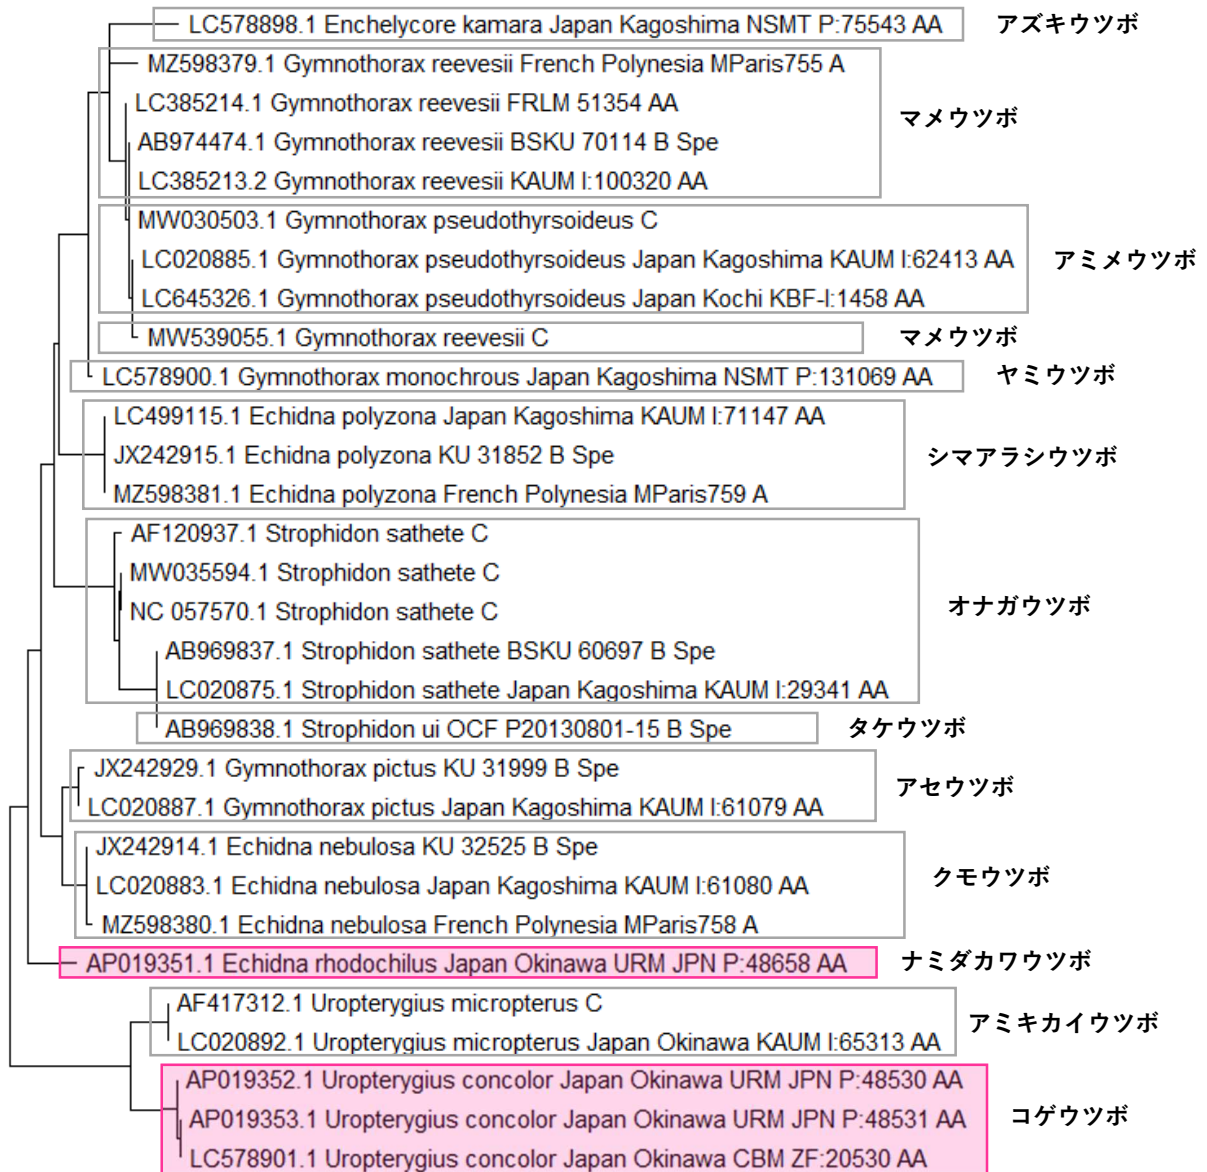 LC578898.1 Enchelycore kamara Japan Kagoshima NSMT P:75543 AA
アズキウツボ
MZ598379.1 Gymnothorax reevesii French Polynesia MParis755 A
LC385214.1 Gymnothorax reevesii FRLM 51354 AA
AB974474.1 Gymnothorax reevesii BSKU 70114 B Spe
LC385213.2 Gymnothorax reevesii KAUM I:100320 AA
マメウツボ
MW030503.1 Gymnothorax pseudothyrsoideus C
LC020885.1 Gymnothorax pseudothyrsoideus Japan Kagoshima KAUM I:62413 AA
LC645326.1 Gymnothorax pseudothyrsoideus Japan Kochi KBF-I:1458 AA
アミメウツボ
MW539055.1 Gymnothorax reevesii C
マメウツボ
LC578900.1 Gymnothorax monochrous Japan Kagoshima NSMT P:131069 AA
ヤミウツボ
LC499115.1 Echidna polyzona Japan Kagoshima KAUM I:71147 AA
JX242915.1 Echidna polyzona KU 31852 B Spe
MZ598381.1 Echidna polyzona French Polynesia MParis759 A
シマアラシウツボ
AF120937.1 Strophidon sathete C
MW035594.1 Strophidon sathete C
NC 057570.1 Strophidon sathete C
AB969837.1 Strophidon sathete BSKU 60697 B Spe
LC020875.1 Strophidon sathete Japan Kagoshima KAUM I:29341 AA
オナガウツボ
AB969838.1 Strophidon ui OCF P20130801-15 B Spe
タケウツボ
JX242929.1 Gymnothorax pictus KU 31999 B Spe
LC020887.1 Gymnothorax pictus Japan Kagoshima KAUM I:61079 AA
アセウツボ
JX242914.1 Echidna nebulosa KU 32525 B Spe
LC020883.1 Echidna nebulosa Japan Kagoshima KAUM I:61080 AA
MZ598380.1 Echidna nebulosa French Polynesia MParis758 A
クモウツボ
AP019351.1 Echidna rhodochilus Japan Okinawa URM JPN P:48658 AA
ナミダカワウツボ
AF417312.1 Uropterygius micropterus C
LC020892.1 Uropterygius micropterus Japan Okinawa KAUM I:65313 AA
アミキカイウツボ
AP019352.1 Uropterygius concolor Japan Okinawa URM JPN P:48530 AA
AP019353.1 Uropterygius concolor Japan Okinawa URM JPN P:48531 AA
LC578901.1 Uropterygius concolor Japan Okinawa CBM ZF:20530 AA
コゲウツボ